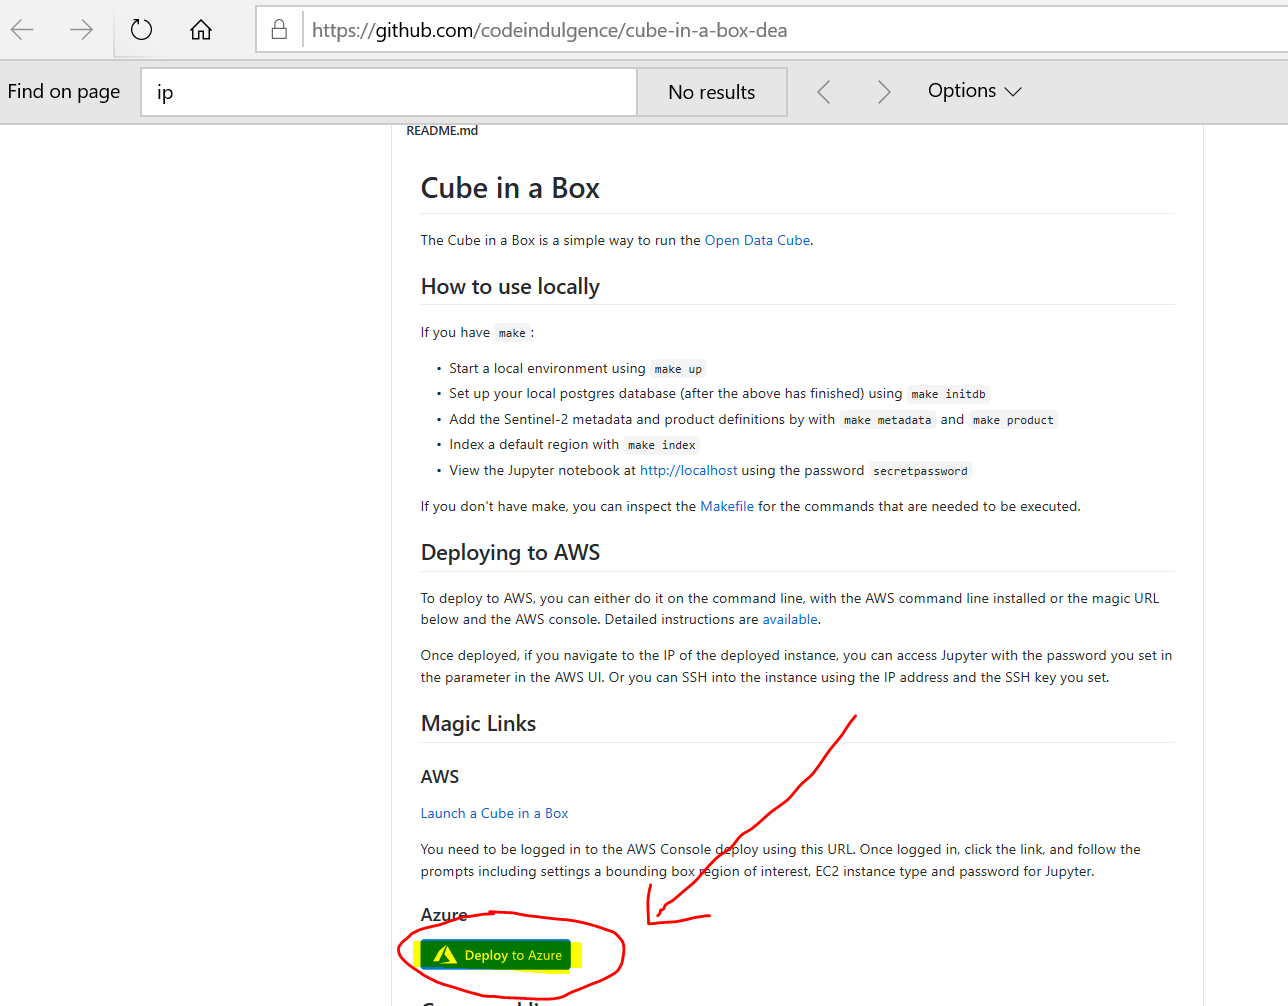 https://github.com/codeindulgence/cube-in-a-box-dea
Find on page ip No results Options
README.md
Cube in a Box
The Cube in a Box is a simple way to run the Open Data Cube.
How to use locally
If you have make :
• Start a local environment using make up
• Set up your local postgres database (after the above has finished) using make initdb
• Add the Sentinel-2 metadata and product definitions by with make metadata and make product
• Index a default region with make index
• View the Jupyter notebook at http://localhost using the password secretpassword
If you don't have make, you can inspect the Makefile for the commands that are needed to be executed.
Deploying to AWS
To deploy to AWS, you can either do it on the command line, with the AWS command line installed or the magic URL
below and the AWS console. Detailed instructions are available.
Once deployed, if you navigate to the IP of the deployed instance, you can access Jupyter with the password you set in
the parameter in the AWS UI. Or you can SSH into the instance using the IP address and the SSH key you set.
Magic Links
AWS
Launch a Cube in a Box
You need to be logged in to the AWS Console deploy using this URL. Once logged in, click the link, and follow the
prompts including settings a bounding box region of interest, EC2 instance type and password for Jupyter.
Azure
Deploy to Azure